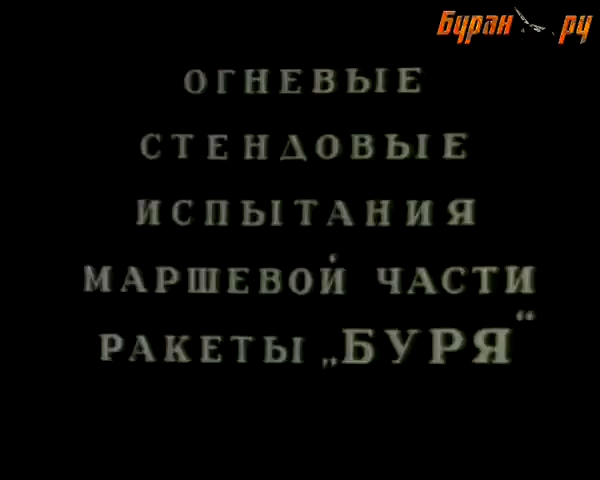 Буран ру
ОГНЕВЫЕ
СТЕНДОВЫЕ
ИСПЫТАНИЯ
МАРШЕВОЙ ЧАСТИ
РАКЕТЫ „БУРЯ“